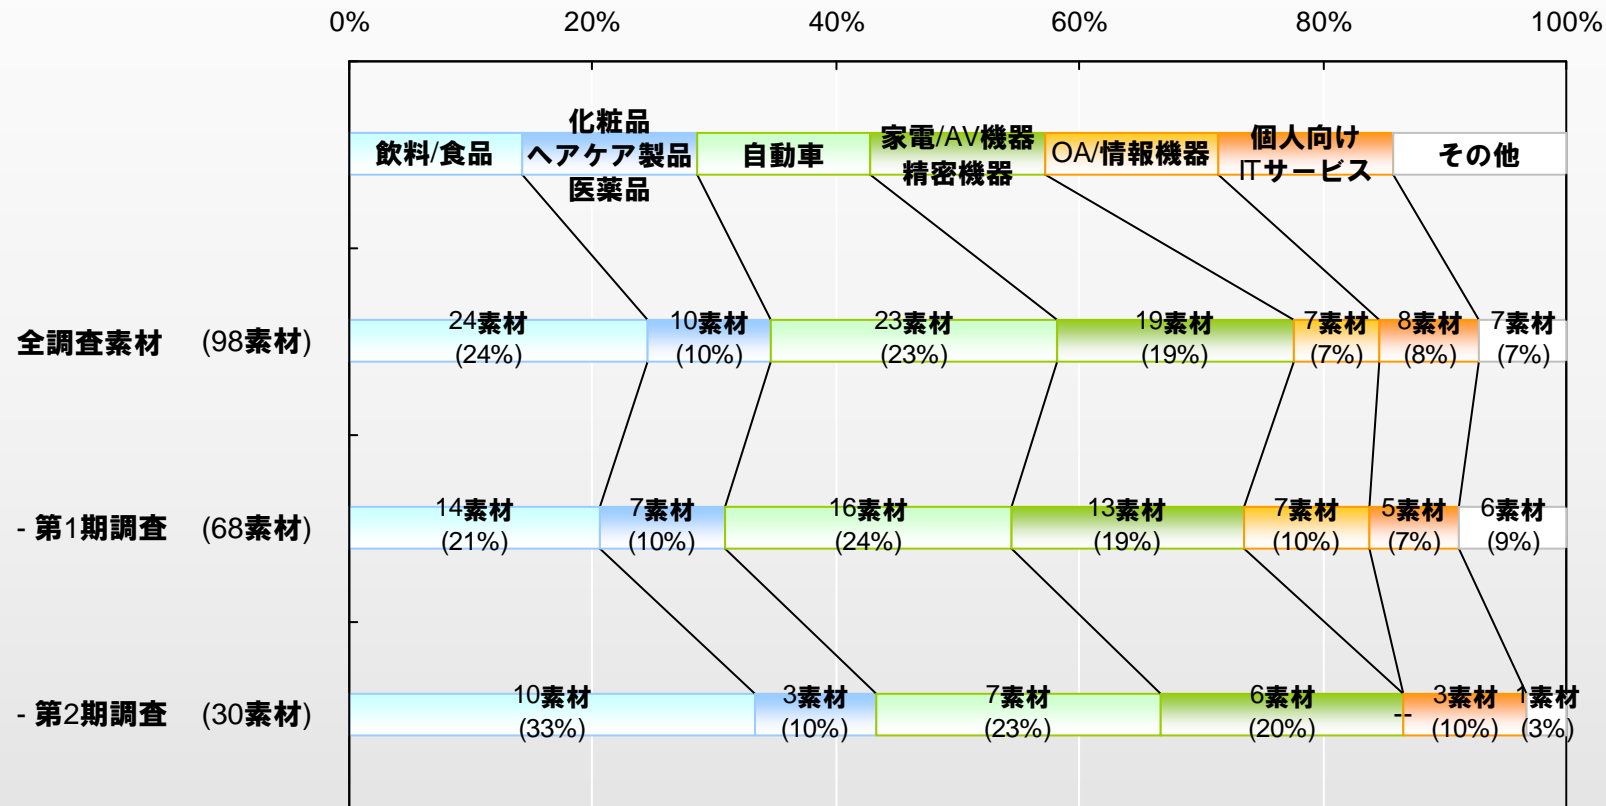 0% 20% 40% 60% 80% 100%
飲料/食品
化粧品
ヘアケア製品
医薬品
自動車
家電/AV機器
精密機器
OA/情報機器
個人向け
ITサービス
その他
全調査素材 (98素材)
24素材 10素材 23素材 19素材 7素材 8素材 7素材
(24%) (10%) (23%) (19%) (7%) (8%) (7%)
- 第1期調査 (68素材)
14素材 7素材 16素材 13素材 7素材 5素材 6素材
(21%) (10%) (24%) (19%) (10%) (7%) (9%)
- 第2期調査 (30素材)
10素材 3素材 7素材 6素材 -- 3素材 1素材
(33%) (10%) (23%) (20%) (10%) (3%)